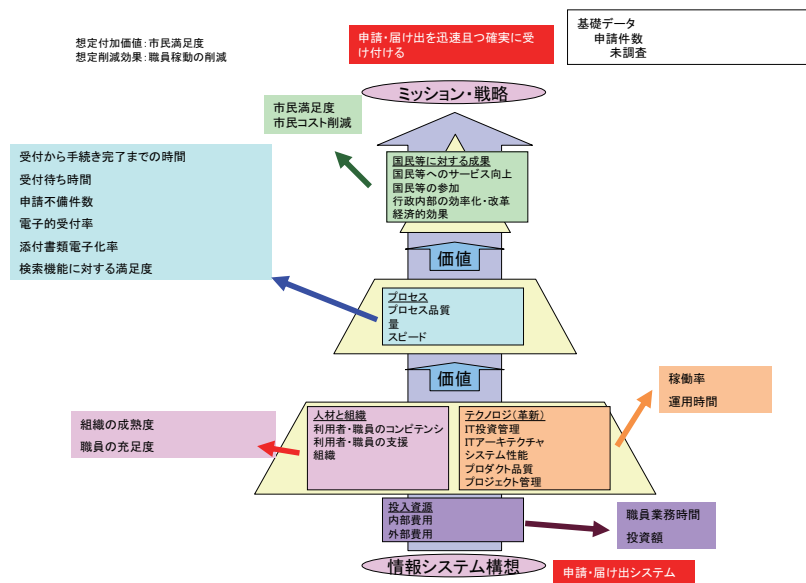 想定付加価値：市民満足度
想定削減効果：職員稼動の削減
申請・届け出を迅速且つ確実に受
け付ける
基礎データ
申請件数
未調査
ミッション・戦略
市民満足度
市民コスト削減
国民等に対する成果
国民等へのサービス向上
国民等の参加
行政内部の効率化・改革
経済的効果
受付から手続き完了までの時間
受付待ち時間
申請不備件数
電子的受付率
添付書類電子化率
検索機能に対する満足度
価値
プロセス
プロセス品質
量
スピード
価値
稼働率
運用時間
組織の成熟度
職員の充足度
人材と組織
利用者・職員のコンピテンシ
利用者・職員の支援
組織
テクノロジ（革新）
IT投資管理
ITアーキテクチャ
システム性能
プロダクト品質
プロジェクト管理
投入資源
内部費用
外部費用
職員業務時間
投資額
情報システム構想
申請・届け出システム